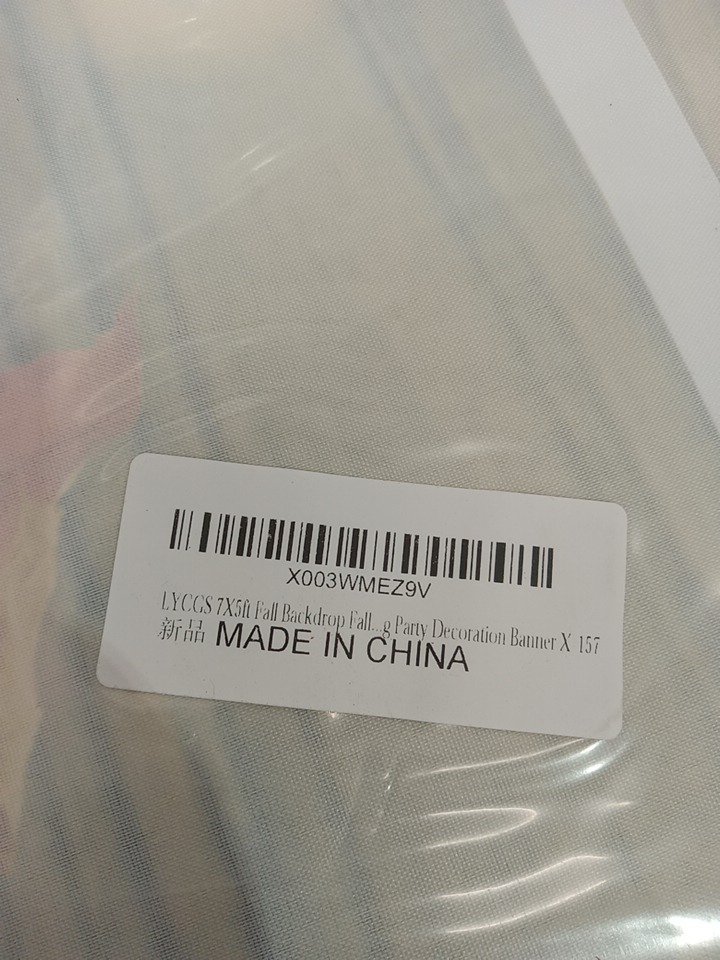 X003WMEZ9V
LYCGS 7X5ft Fall Backdrop Fall...g Party Decoration Banner X 157
新品 MADE IN CHINA